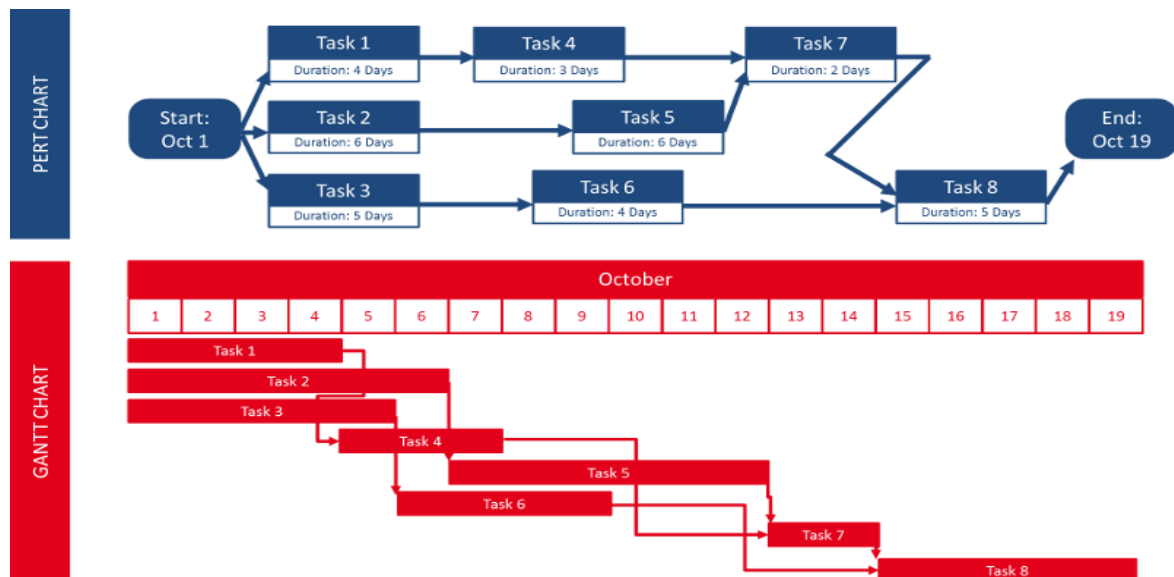 PERT CHART
Task 1
Duration: 4 Days
Task 4
Duration: 3 Days
Task 7
Duration: 2 Days
Start:
Oct 1
Task 2
Duration: 6 Days
Task 5
Duration: 6 Days
End:
Oct 19
Task 3
Duration: 5 Days
Task 6
Duration: 4 Days
Task 8
Duration: 5 Days
GANTT CHART
October
1 2 3 4 5 6 7 8 9 10 11 12 13 14 15 16 17 18 19
Task 1
Task 2
Task 3
Task 4
Task 5
Task 6
Task 7
Task 8